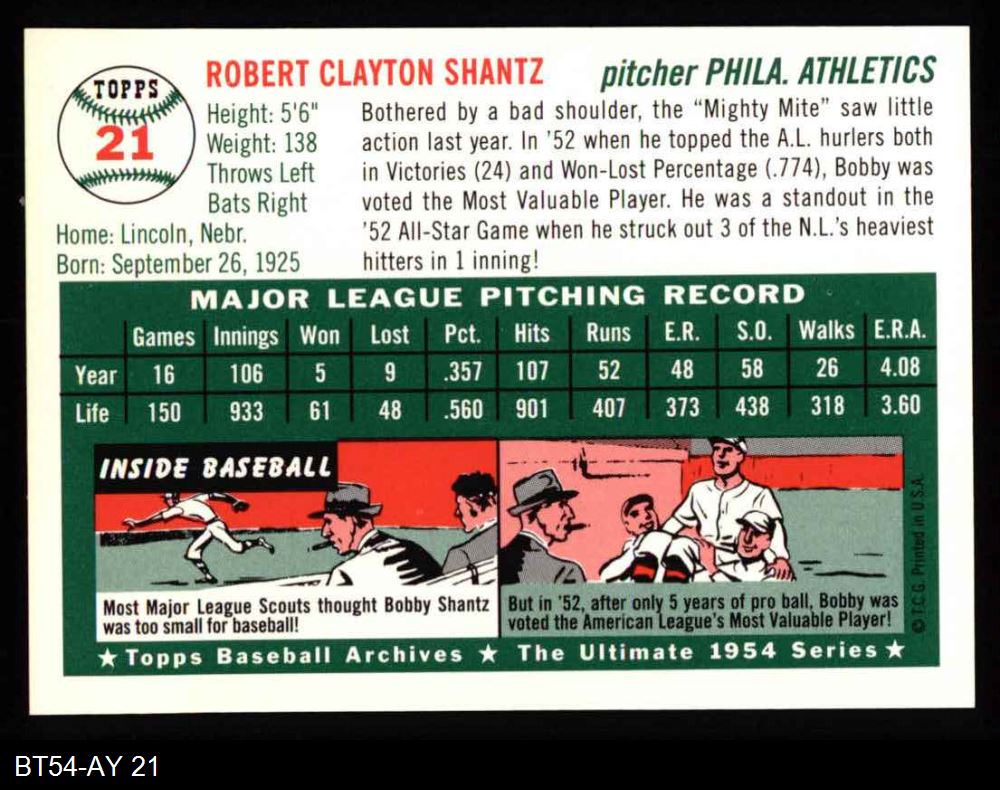 TOPPS
21
ROBERT CLAYTON SHANTZ
pitcher PHILA. ATHLETICS
Height: 5'6"
Weight: 138
Throws Left
Bats Right
Home: Lincoln, Nebr.
Born: September 26, 1925
Bothered by a bad shoulder, the "Mighty Mite" saw little
action last year. In '52 when he topped the A.L. hurlers both
in Victories (24) and Won-Lost Percentage (.774), Bobby was
voted the Most Valuable Player. He was a standout in the
'52 All-Star Game when he struck out 3 of the N.L.'s heaviest
hitters in 1 inning!
MAJOR LEAGUE PITCHING RECORD
Games Innings Won Lost Pct. Hits Runs E.R. S.O. Walks E.R.A.
Year 16 106 5 9 .357 107 52 48 58 26 4.08
Life 150 933 61 48 .560 901 407 373 438 318 3.60
INSIDE BASEBALL
Most Major League Scouts thought Bobby Shantz
was too small for baseball!
But in '52, after only 5 years of pro ball, Bobby was
voted the American League's Most Valuable Player!
© T.C.G. Printed in U.S.A.
★ Topps Baseball Archives ★ The Ultimate 1954 Series ★
BT54-AY 21